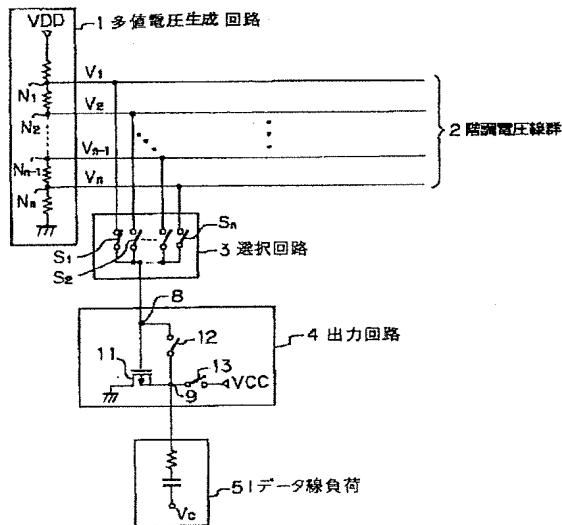 1 多値電圧生成回路
VDD
V1
N1
V2
N2
2 階調電圧線群
Vn-1
Nn-1
Vn
Nn
Sn
S1
S2
3 選択回路
8
12
4 出力回路
11
13
VCC
9
51データ線負荷
Vc